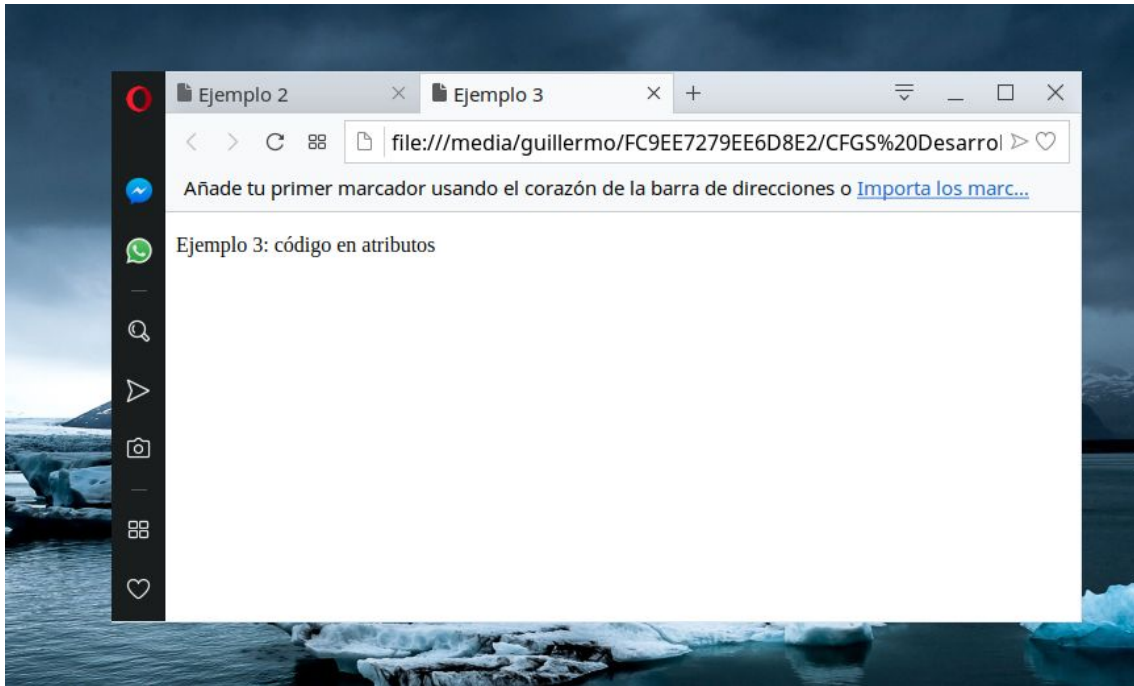 Ejemplo 2
Ejemplo 3
file:///media/guillermo/FC9EE7279EE6D8E2/CFGS%20Desarrol
Añade tu primer marcador usando el corazón de la barra de direcciones o Importa los marc...
Ejemplo 3: código en atributos